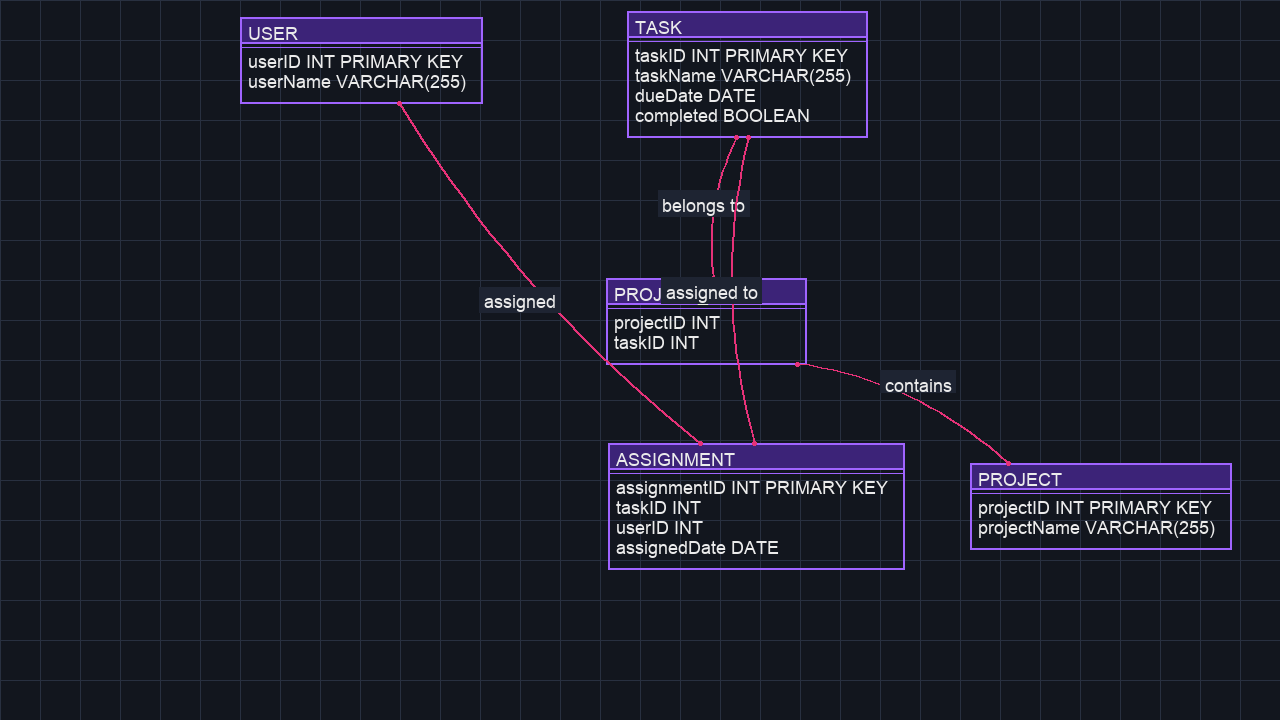 USER
userID INT PRIMARY KEY
userName VARCHAR(255)
TASK
taskID INT PRIMARY KEY
taskName VARCHAR(255)
dueDate DATE
completed BOOLEAN
belongs to
assigned to
assigned
projectID INT
taskID INT
contains
ASSIGNMENT
assignmentID INT PRIMARY KEY
taskID INT
userID INT
assignedDate DATE
PROJECT
projectID INT PRIMARY KEY
projectName VARCHAR(255)